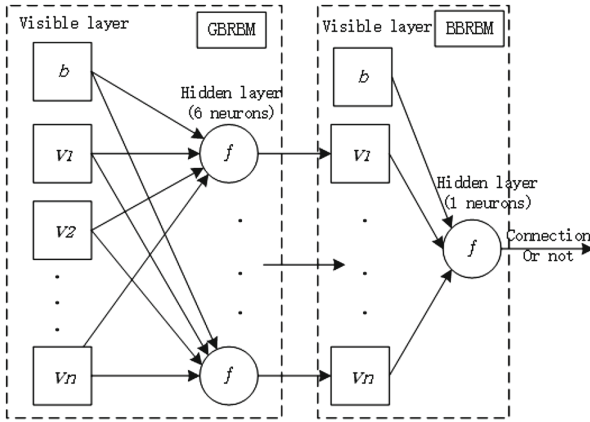 Visible layer
GBRBM
b
V1
V2
Vn
Hidden layer
(6 neurons)
f
f
Visible layer
BBRBM
b
V1
Vn
Hidden layer
(1 neurons)
f
Connection
Or not